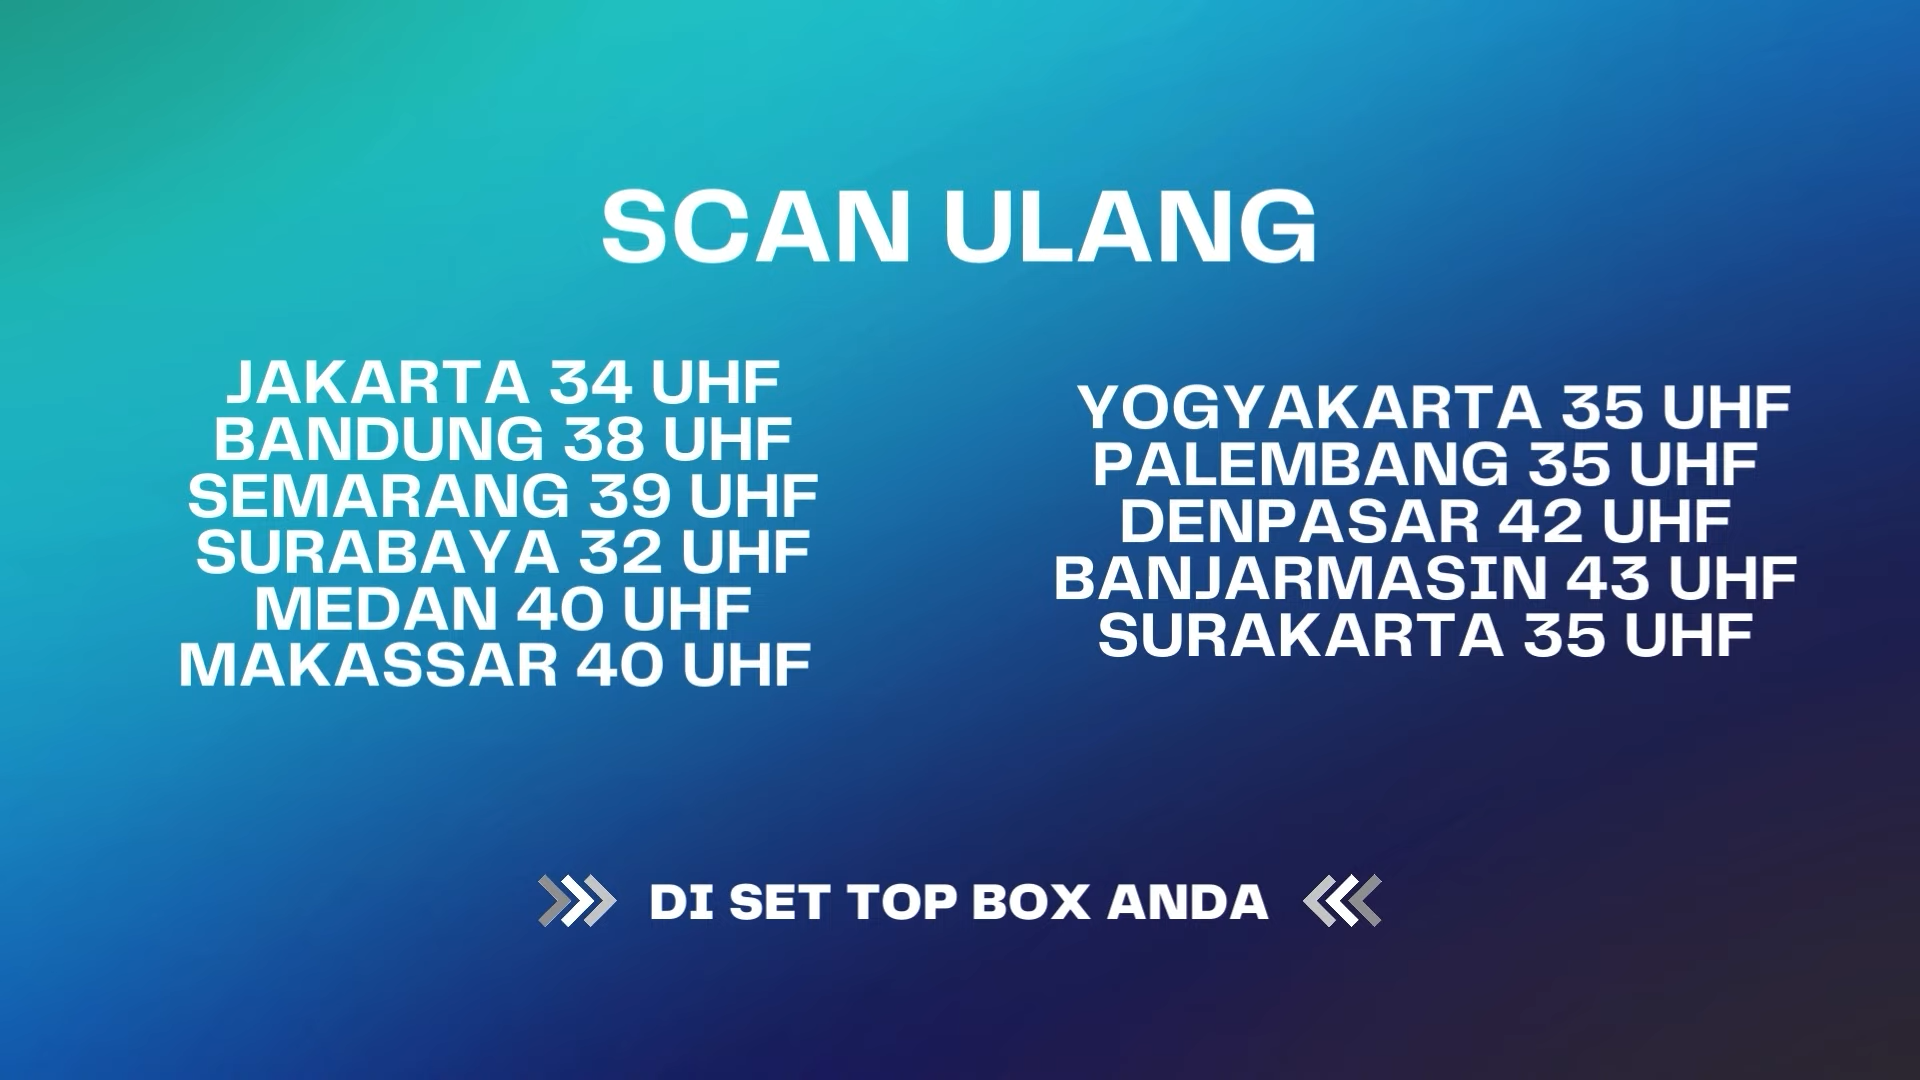 SCAN ULANG
JAKARTA 34 UHF
BANDUNG 38 UHF
SEMARANG 39 UHF
SURABAYA 32 UHF
MEDAN 40 UHF
MAKASSAR 40 UHF
YOGYAKARTA 35 UHF
PALEMBANG 35 UHF
DENPASAR 42 UHF
BANJARMASIN 43 UHF
SURAKARTA 35 UHF
DI SET TOP BOX ANDA